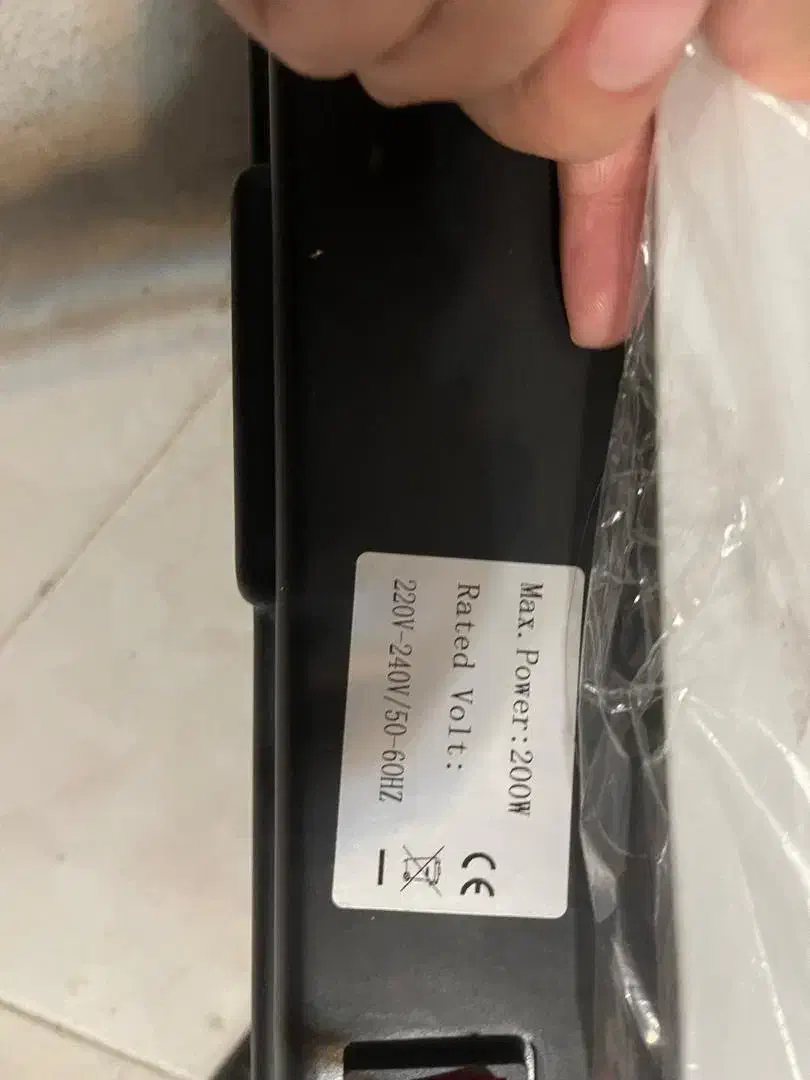 Max. Power:200W
Rated Volt:
220V-240V/50-60HZ
CE